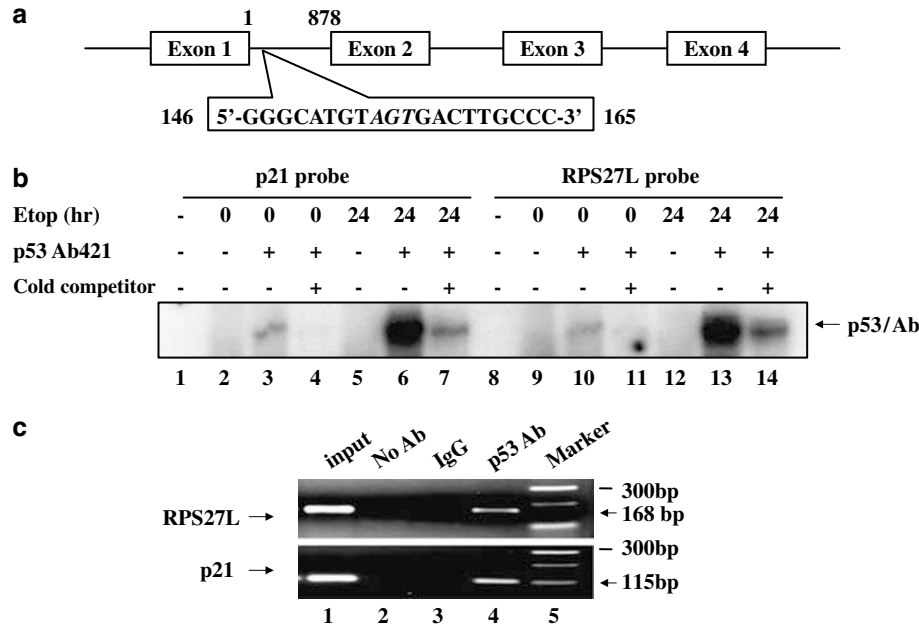 a
1 878
Exon 1 Exon 2 Exon 3 Exon 4
146 5'-GGGCATGTAGTGACTTGCCC-3' 165
b
p21 probe RPS27L probe
Etop (hr) - 0 0 0 24 24 24 - 0 0 0 24 24 24
p53 Ab421 - - + + - + + - - + + - + +
Cold competitor - - - + - - + - - - + - - +
p53/Ab
1 2 3 4 5 6 7 8 9 10 11 12 13 14
c
input No Ab IgG p53 Ab Marker
300bp
RPS27L 168 bp
300bp
p21
115bp
1 2 3 4 5